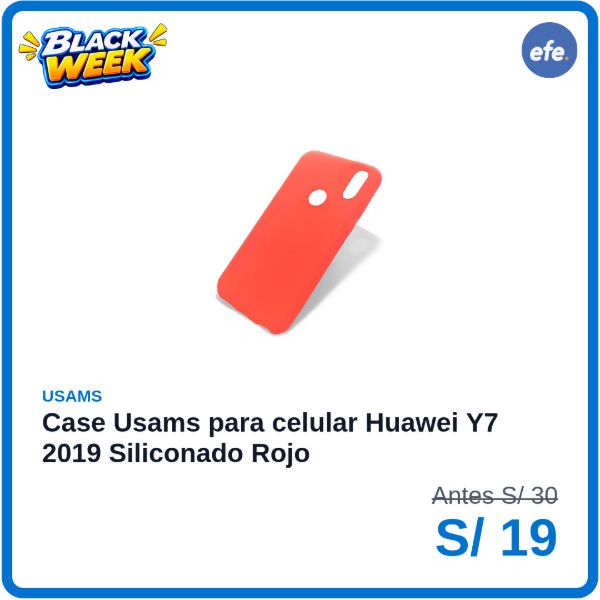 BLACK
WEEK
efe.
USAMS
Case Usams para celular Huawei Y7
2019 Siliconado Rojo
Antes S/ 30
S/ 19